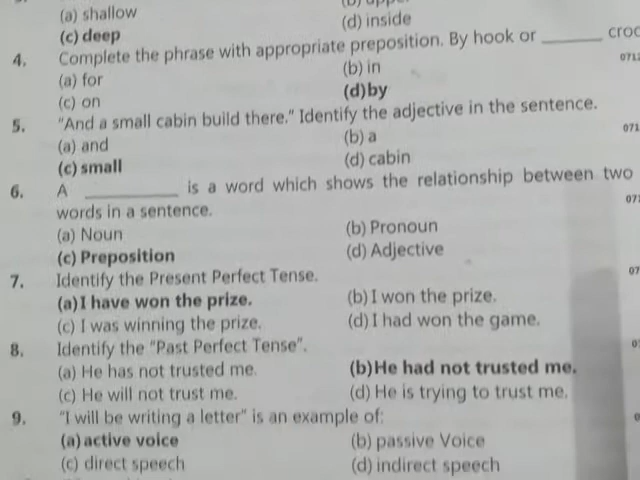 (a) shallow
(d) inside
(c) deep
4. Complete the phrase with appropriate preposition. By hook or ______ croo
(a) for (b) in
(c) on (d) by
5. "And a small cabin build there." Identify the adjective in the sentence.
(a) and (b) a
(c) small (d) cabin
6. A ______ is a word which shows the relationship between two
words in a sentence.
(a) Noun (b) Pronoun
(c) Preposition (d) Adjective
7. Identify the Present Perfect Tense.
(a) I have won the prize. (b) I won the prize.
(c) I was winning the prize. (d) I had won the game.
8. Identify the "Past Perfect Tense".
(a) He has not trusted me. (b) He had not trusted me.
(c) He will not trust me. (d) He is trying to trust me.
9. "I will be writing a letter" is an example of:
(a) active voice (b) passive Voice
(c) direct speech (d) indirect speech